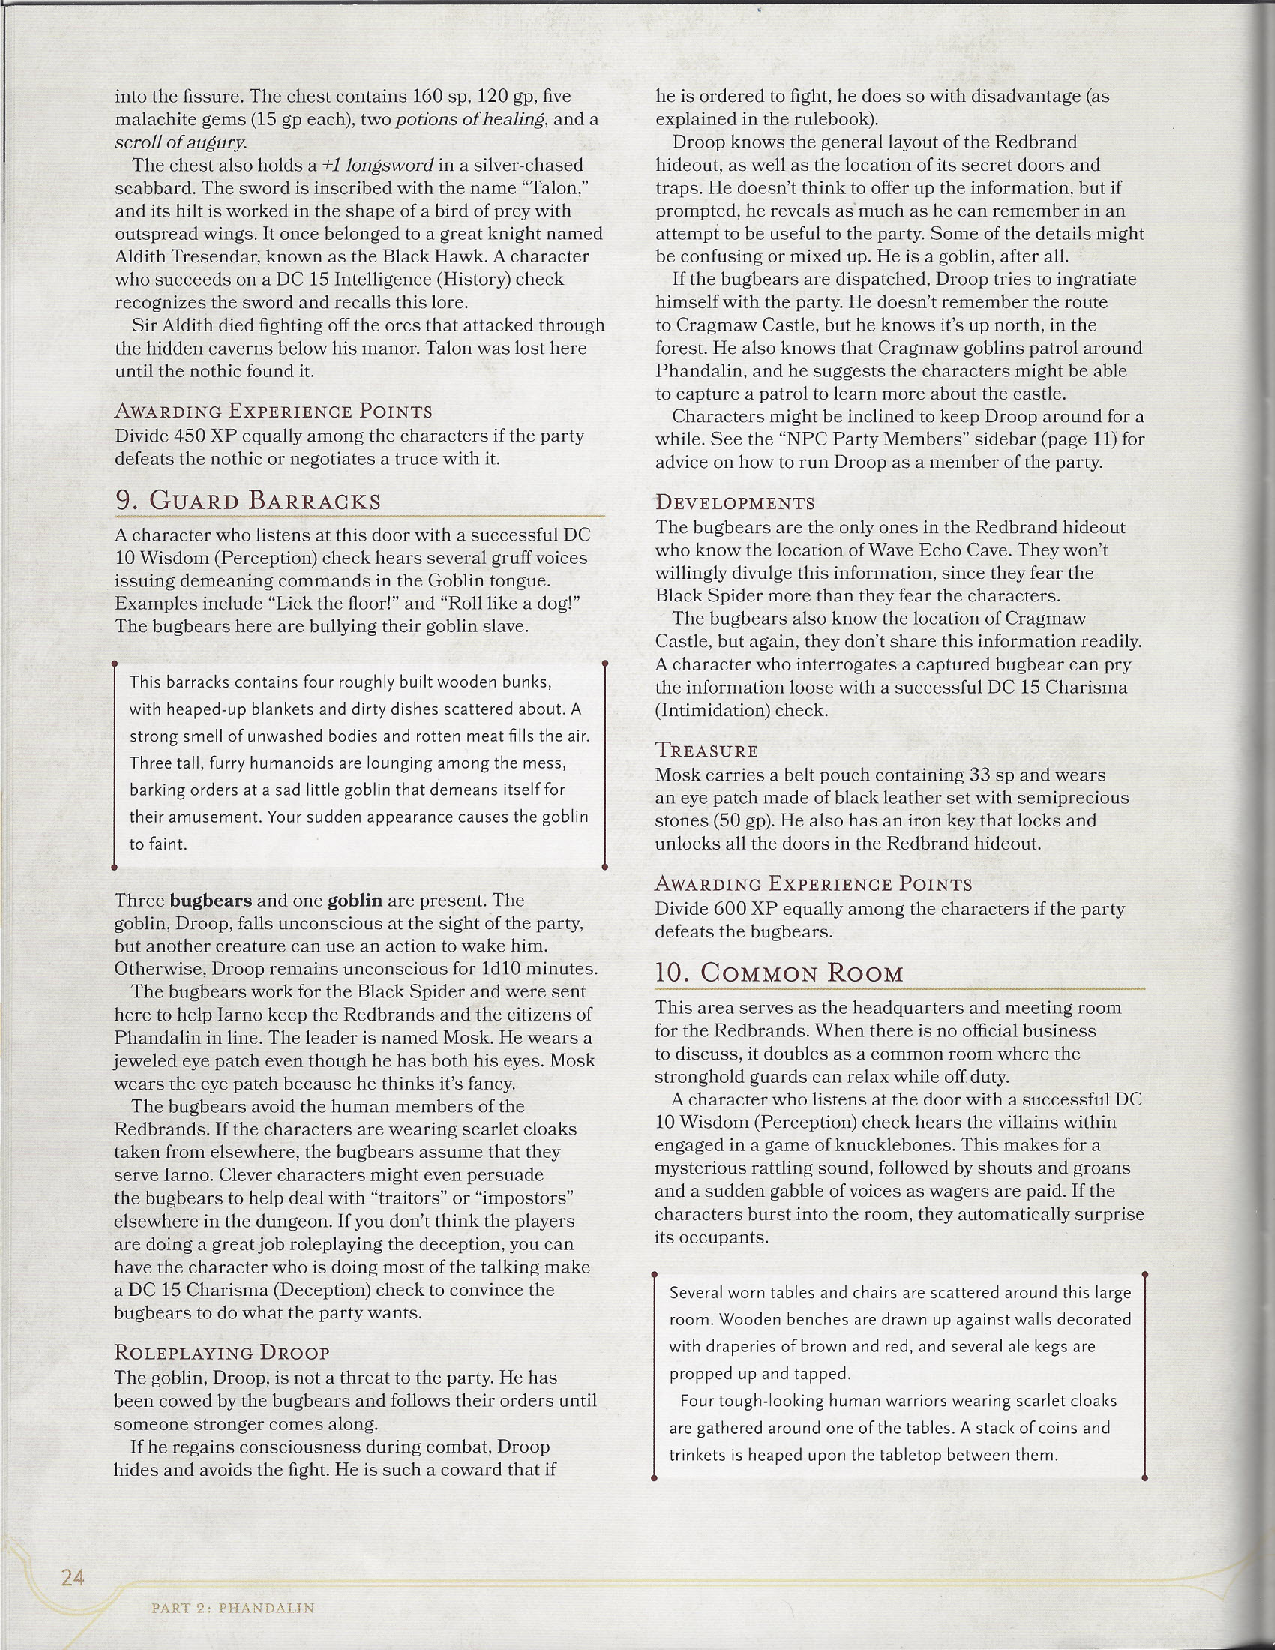 into the fissure. The chest contains 160 sp, 120 gp, five
malachite gems (15 gp each), two potions of healing, and a
scroll of augury.
The chest also holds a +1 longsword in a silver-chased
scabbard. The sword is inscribed with the name “Talon,”
and its hilt is worked in the shape of a bird of prey with
outspread wings. It once belonged to a great knight named
Aldith Tresendar, known as the Black Hawk. A character
who succeeds on a DC 15 Intelligence (History) check
recognizes the sword and recalls this lore.
Sir Aldith died fighting off the orcs that attacked through
the hidden caverns below his manor. Talon was lost here
until the nothic found it.
AWARDING EXPERIENCE POINTS
Divide 450 XP equally among the characters if the party
defeats the nothic or negotiates a truce with it.
9. GUARD BARRACKS
A character who listens at this door with a successful DC
10 Wisdom (Perception) check hears several gruff voices
issuing demeaning commands in the Goblin tongue.
Examples include “Lick the floor!” and “Roll like a dog!”
The bugbears here are bullying their goblin slave.
This barracks contains four roughly built wooden bunks,
with heaped-up blankets and dirty dishes scattered about. A
strong smell of unwashed bodies and rotten meat fills the air.
Three tall, furry humanoids are lounging among the mess,
barking orders at a sad little goblin that demeans itself for
their amusement. Your sudden appearance causes the goblin
to faint.
Three bugbears and one goblin are present. The
goblin, Droop, falls unconscious at the sight of the party,
but another creature can use an action to wake him.
Otherwise, Droop remains unconscious for 1d10 minutes.
The bugbears work for the Black Spider and were sent
here to help Iarno keep the Redbrands and the citizens of
Phandalin in line. The leader is named Mosk. He wears a
jeweled eye patch even though he has both his eyes. Mosk
wears the eye patch because he thinks it’s fancy.
The bugbears avoid the human members of the
Redbrands. If the characters are wearing scarlet cloaks
taken from elsewhere, the bugbears assume that they
serve Iarno. Clever characters might even persuade
the bugbears to help deal with “traitors” or “impostors”
elsewhere in the dungeon. If you don’t think the players
are doing a great job roleplaying the deception, you can
have the character who is doing most of the talking make
a DC 15 Charisma (Deception) check to convince the
bugbears to do what the party wants.
ROLEPLAYING DROOP
The goblin, Droop, is not a threat to the party. He has
been cowed by the bugbears and follows their orders until
someone stronger comes along.
If he regains consciousness during combat, Droop
hides and avoids the fight. He is such a coward that if
he is ordered to fight, he does so with disadvantage (as
explained in the rulebook).
Droop knows the general layout of the Redbrand
hideout, as well as the location of its secret doors and
traps. He doesn’t think to offer up the information, but if
prompted, he reveals as much as he can remember in an
attempt to be useful to the party. Some of the details might
be confusing or mixed up. He is a goblin, after all.
If the bugbears are dispatched, Droop tries to ingratiate
himself with the party. He doesn’t remember the route
to Cragmaw Castle, but he knows it’s up north, in the
forest. He also knows that Cragmaw goblins patrol around
Phandalin, and he suggests the characters might be able
to capture a patrol to learn more about the castle.
Characters might be inclined to keep Droop around for a
while. See the “NPC Party Members” sidebar (page 11) for
advice on how to run Droop as a member of the party.
DEVELOPMENTS
The bugbears are the only ones in the Redbrand hideout
who know the location of Wave Echo Cave. They won’t
willingly divulge this information, since they fear the
Black Spider more than they fear the characters.
The bugbears also know the location of Cragmaw
Castle, but again, they don’t share this information readily.
A character who interrogates a captured bugbear can pry
the information loose with a successful DC 15 Charisma
(Intimidation) check.
TREASURE
Mosk carries a belt pouch containing 33 sp and wears
an eye patch made of black leather set with semiprecious
stones (50 gp). He also has an iron key that locks and
unlocks all the doors in the Redbrand hideout.
AWARDING EXPERIENCE POINTS
Divide 600 XP equally among the characters if the party
defeats the bugbears.
10. COMMON ROOM
This area serves as the headquarters and meeting room
for the Redbrands. When there is no official business
to discuss, it doubles as a common room where the
stronghold guards can relax while off duty.
A character who listens at the door with a successful DC
10 Wisdom (Perception) check hears the villains within
engaged in a game of knucklebones. This makes for a
mysterious rattling sound, followed by shouts and groans
and a sudden gabble of voices as wagers are paid. If the
characters burst into the room, they automatically surprise
its occupants.
Several worn tables and chairs are scattered around this large
room. Wooden benches are drawn up against walls decorated
with draperies of brown and red, and several ale kegs are
propped up and tapped.
Four tough-looking human warriors wearing scarlet cloaks
are gathered around one of the tables. A stack of coins and
trinkets is heaped upon the tabletop between them.
24
PART 2: PHANDALIN